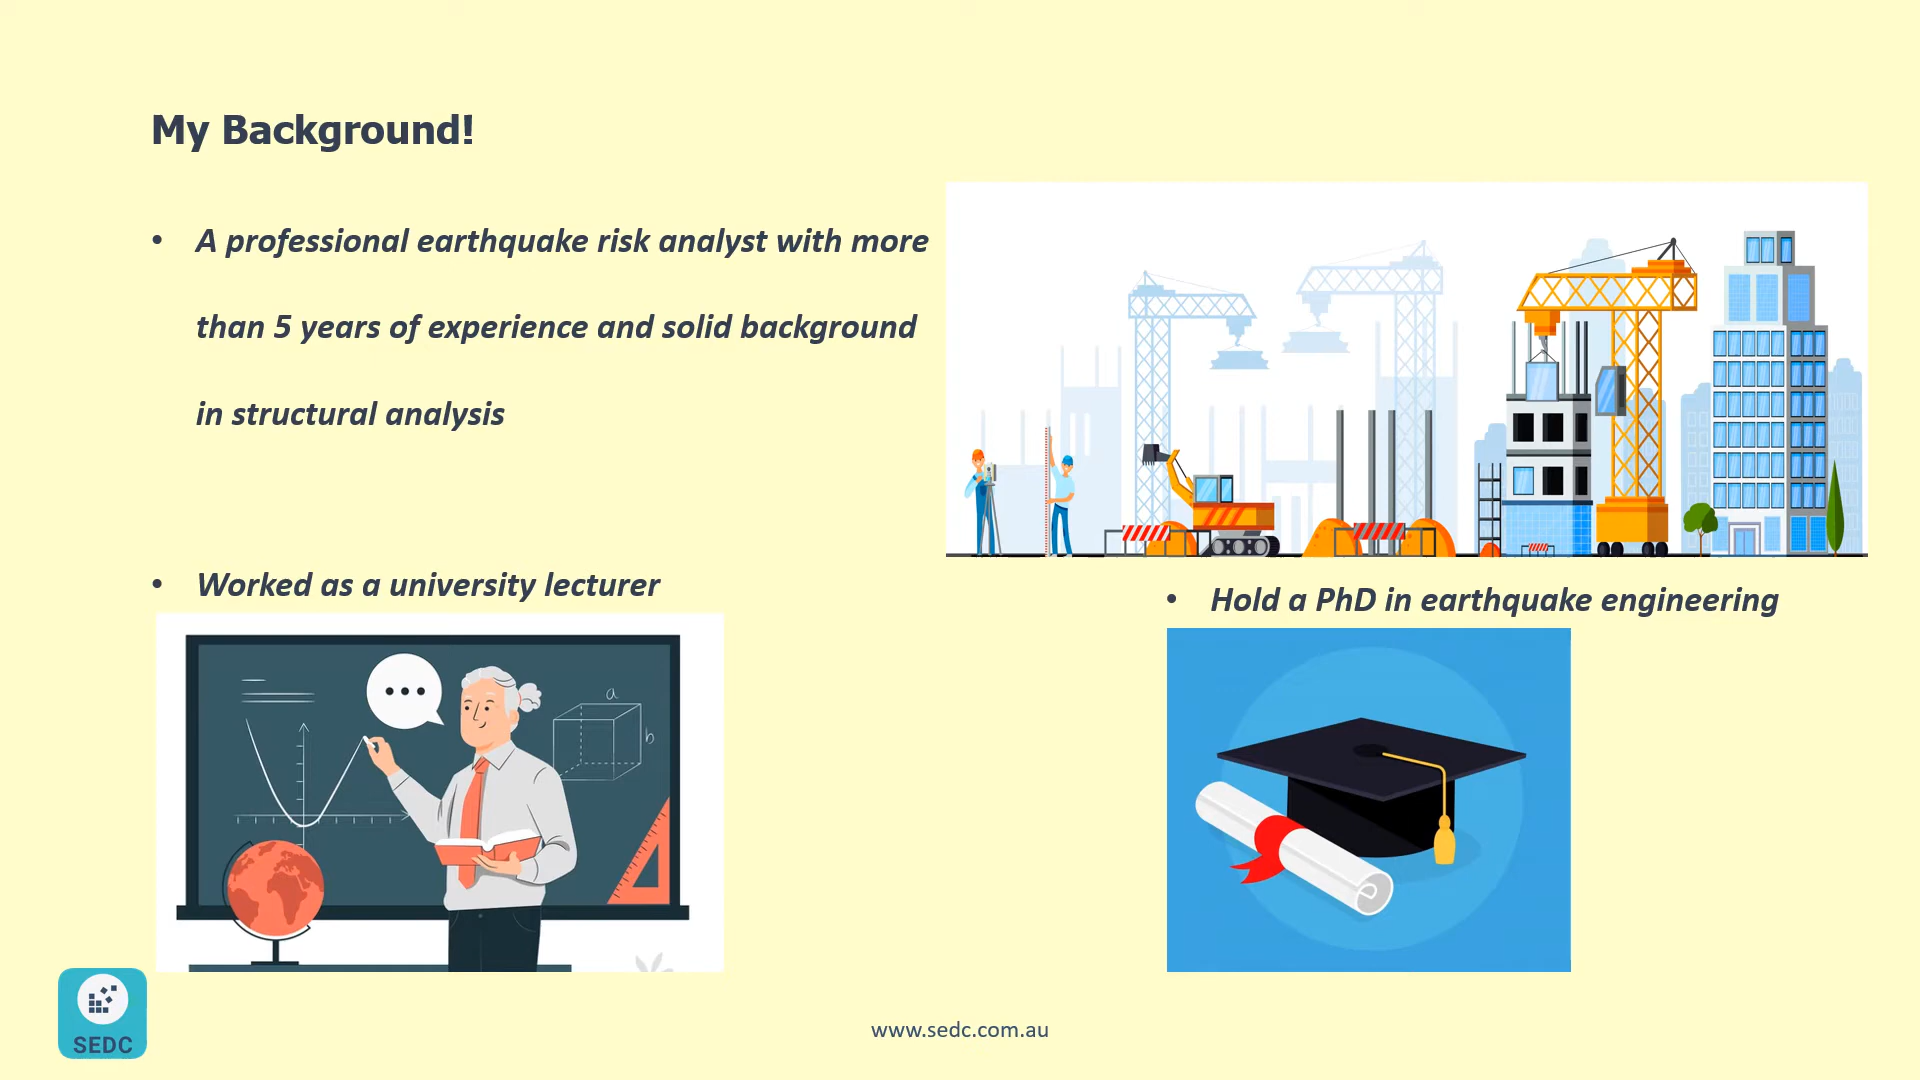 My Background!
• A professional earthquake risk analyst with more
than 5 years of experience and solid background
in structural analysis
• Worked as a university lecturer
• Hold a PhD in earthquake engineering
a
b
SEDC
www.sedc.com.au